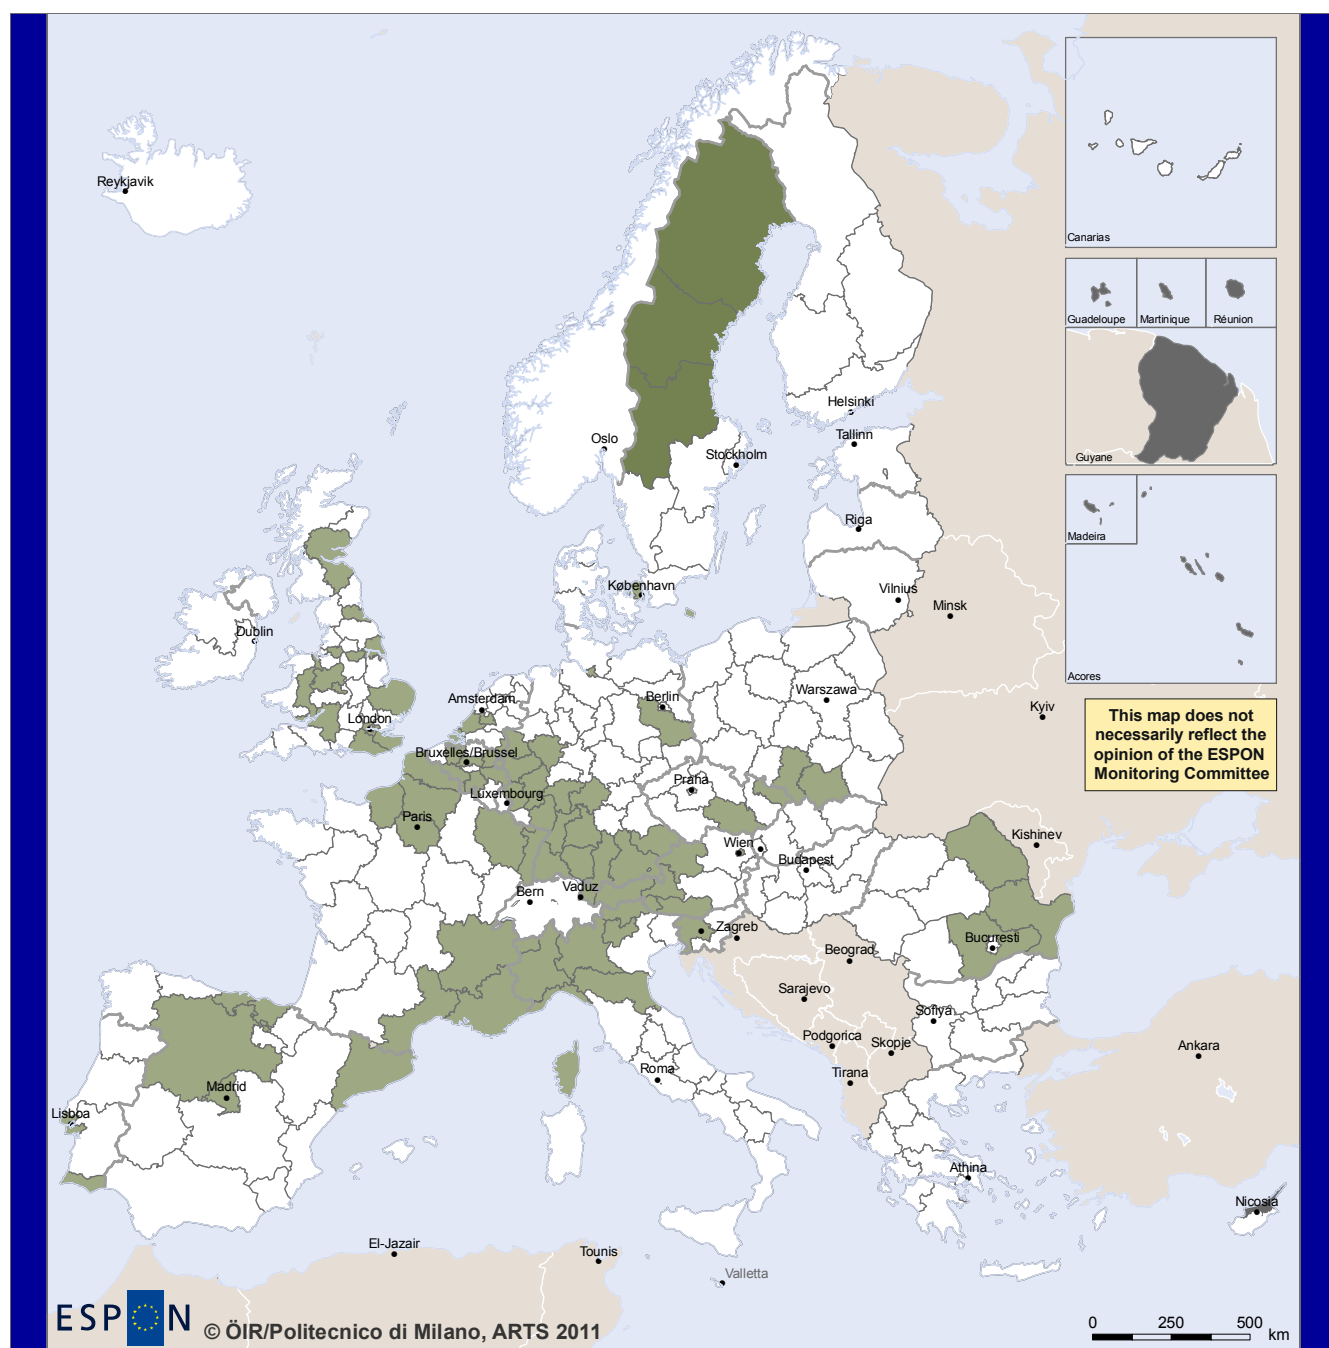 Reykjavik
Canarias
Guadeloupe
Martinique
Réunion
Helsinki
Oslo
Tallinn
Stockholm
Guyane
Riga
Madeira
København
Vilnius
Minsk
Dublin
Acores
Amsterdam
Berlin
Warszawa
Kyiv
London
This map does not
necessarily reflect the
opinion of the ESPON
Monitoring Committee
Bruxelles/Brussel
Praha
Luxembourg
Paris
Kishinev
Wien
Budapest
Bern
Vaduz
Zagreb
Bucuresti
Beograd
Sarajevo
Sofiya
Podgorica
Skopje
Ankara
Roma
Tirana
Madrid
Lisboa
Athina
Nicosia
El-Jazair
Tounis
Valletta
ESPON
© ÖIR/Politecnico di Milano, ARTS 2011
0 250 500
km